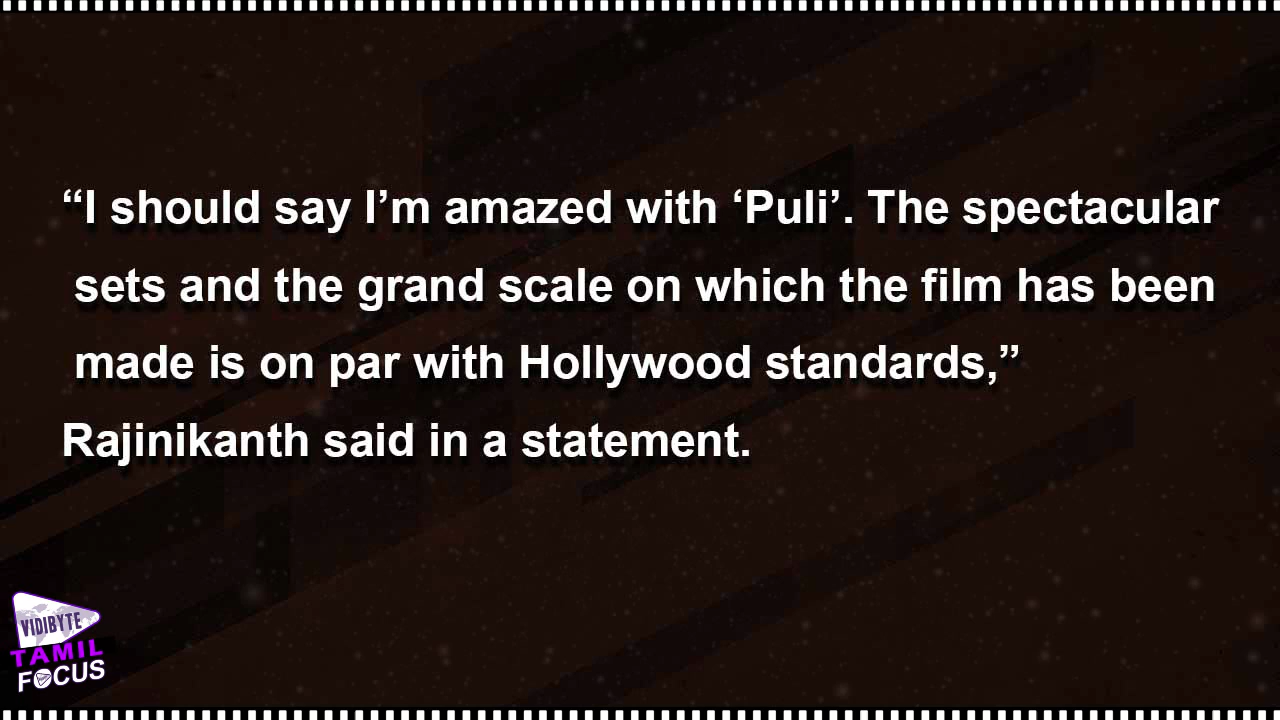 “I should say I’m amazed with ‘Puli’. The spectacular
sets and the grand scale on which the film has been
made is on par with Hollywood standards,”
Rajinikanth said in a statement.
VIDIBYTE
TAMIL
FOCUS